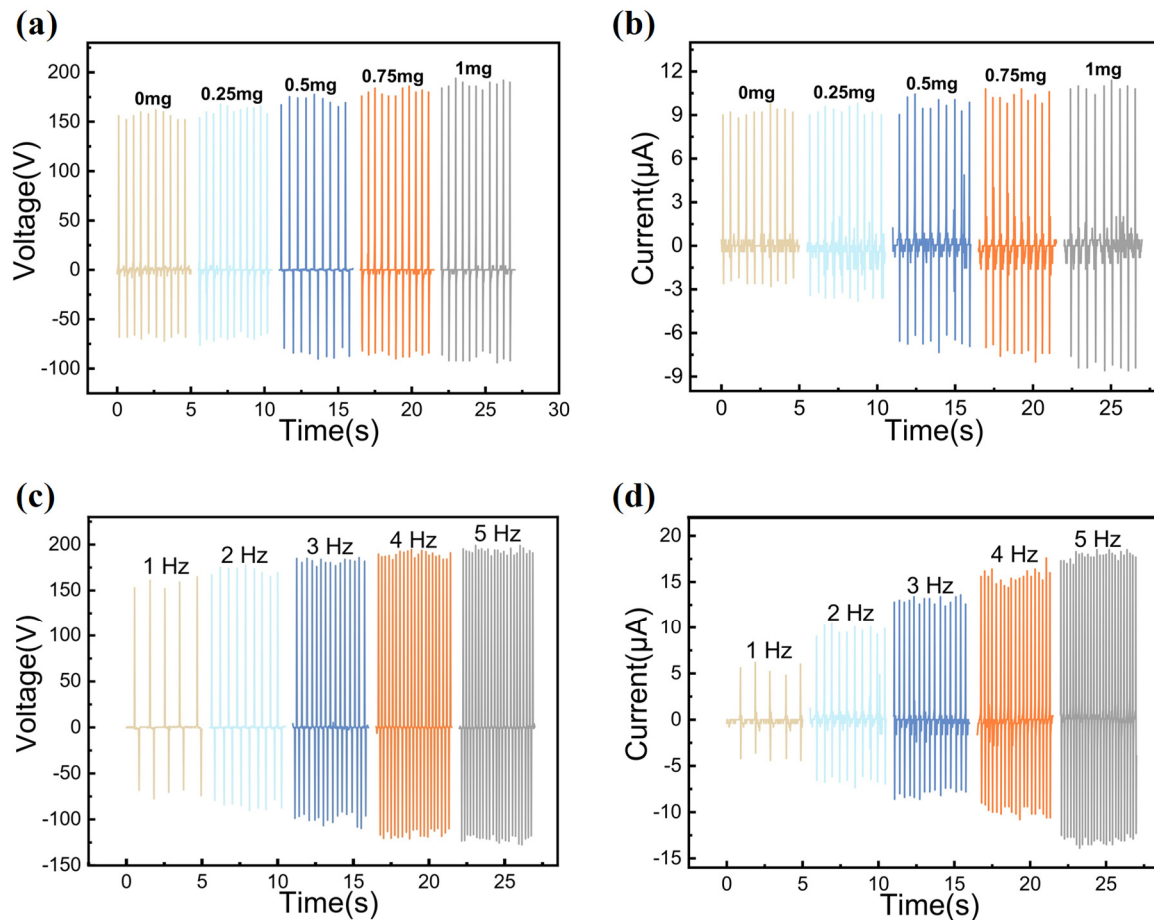 (a)
Voltage(V)
200
150
100
50
0
-50
-100
0mg
0.25mg
0.5mg
0.75mg
1mg
0 5 10 15 20 25 30
Time(s)
(b)
Current(μA)
12
9
6
3
0
-3
-6
-9
0mg
0.25mg
0.5mg
0.75mg
1mg
0 5 10 15 20 25
Time(s)
(c)
Voltage(V)
200
150
100
50
0
-50
-100
-150
1 Hz
2 Hz
3 Hz
4 Hz
5 Hz
0 5 10 15 20 25
Time(s)
(d)
Current(μA)
20
15
10
5
0
-5
-10
-15
1 Hz
2 Hz
3 Hz
4 Hz
5 Hz
0 5 10 15 20 25
Time(s)